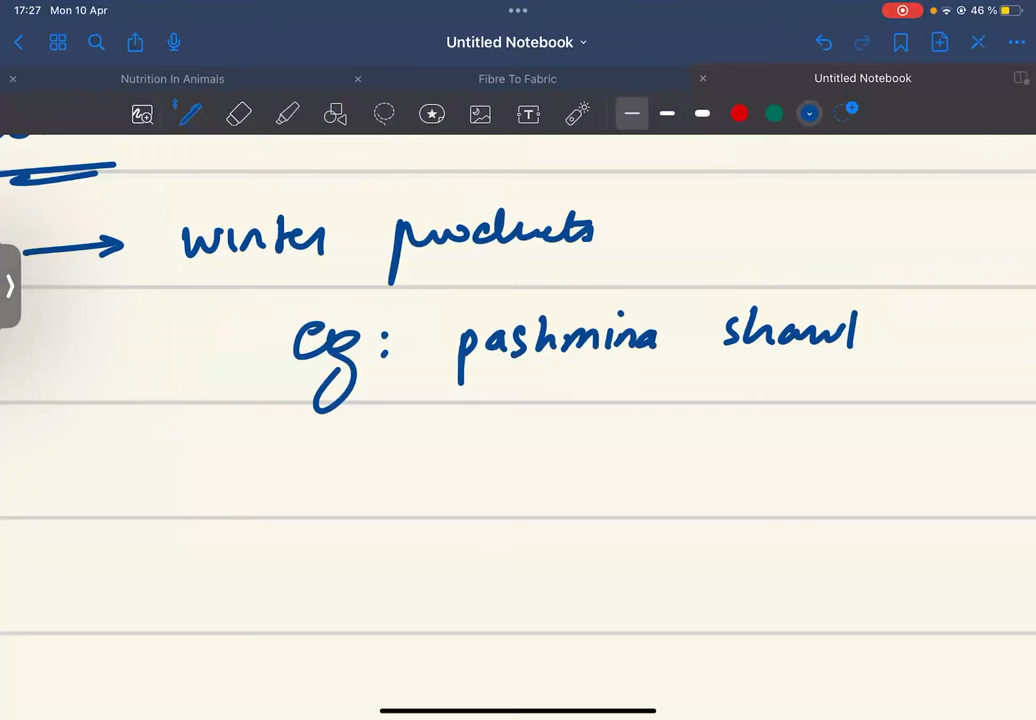 17:27 Mon 10 Apr 46 %
Untitled Notebook
Nutrition In Animals Fibre To Fabric Untitled Notebook
winter products
eg: pashmina shawl